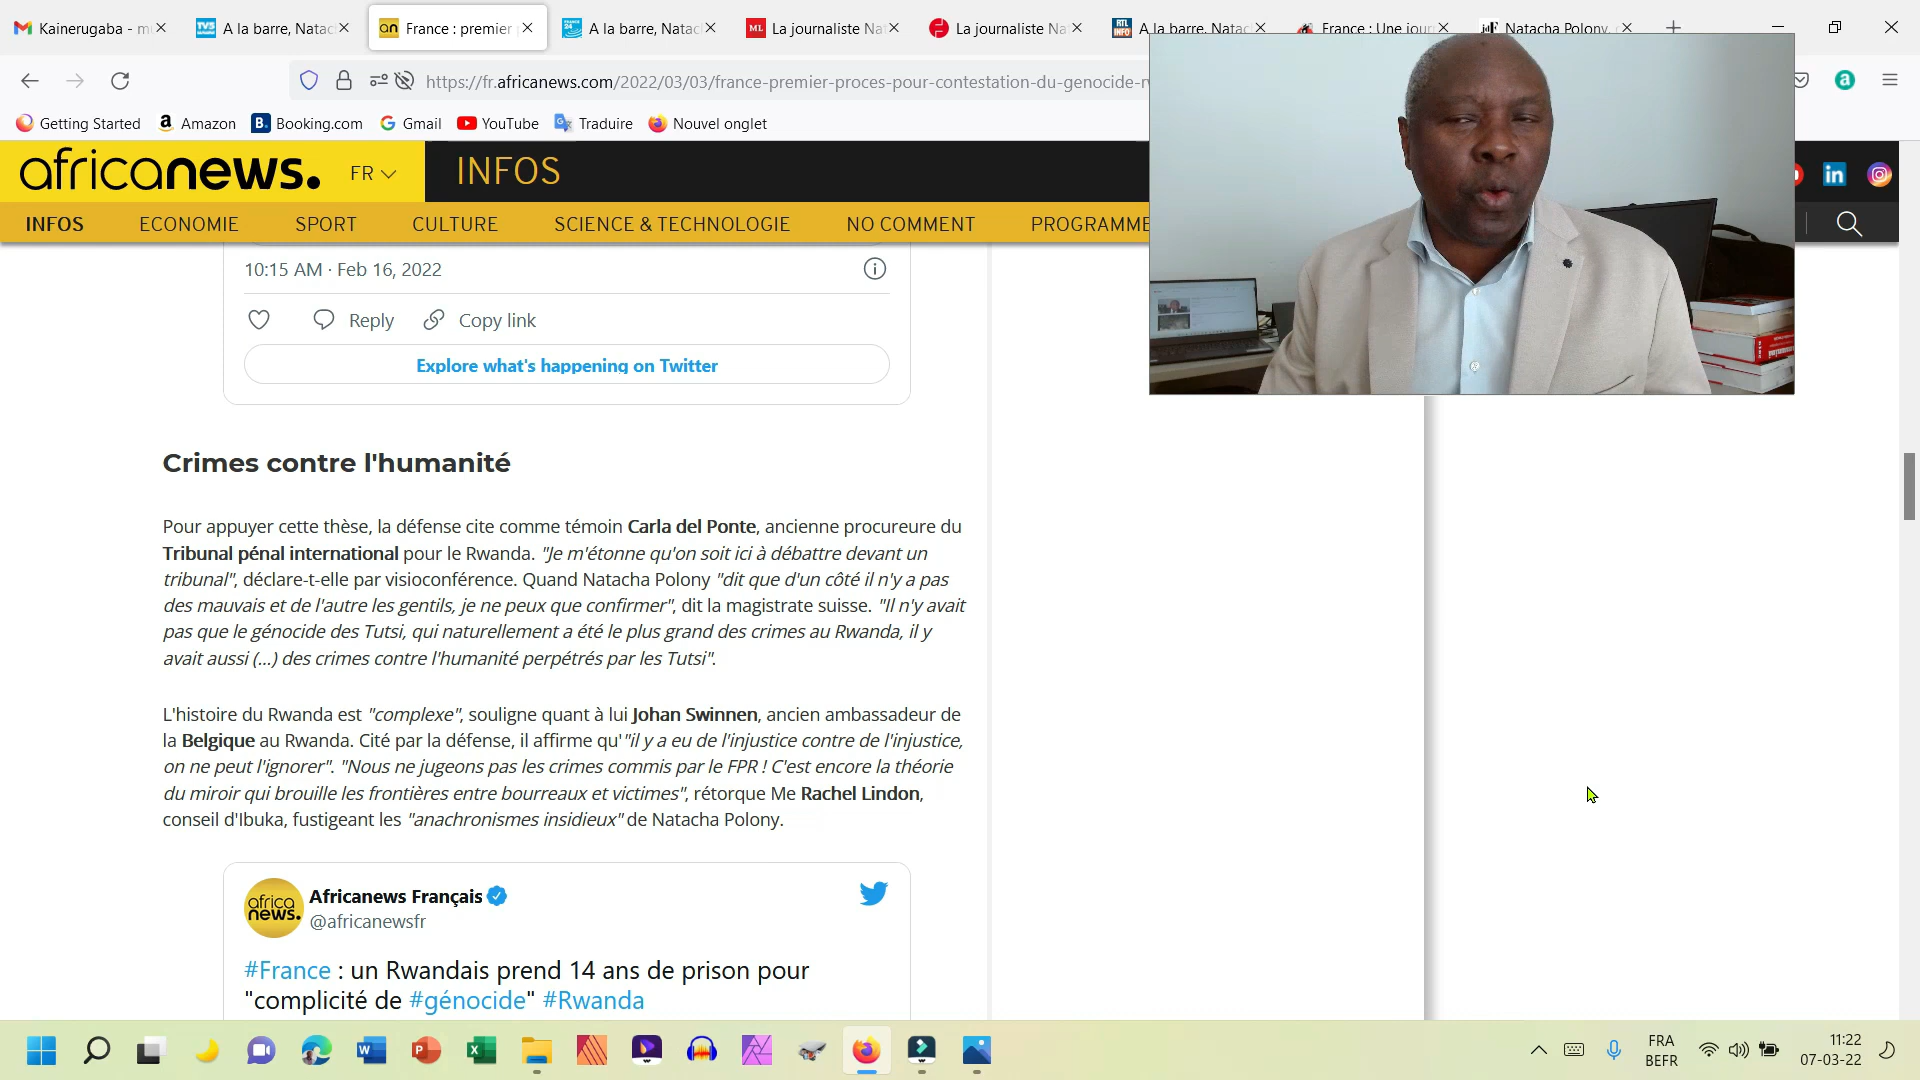 Kainerugaba - m
A la barre, Natac
France : premier
A la barre, Natac
La journaliste Na
La journaliste Na
A la barre, Natac
France : Une jour
Natacha Polony,
https://fr.africanews.com/2022/03/03/france-premier-proces-pour-contestation-du-genocide-r
Getting Started
Amazon
Booking.com
Gmail
YouTube
Traduire
Nouvel onglet
africanews.
FR
INFOS
INFOS
ECONOMIE
SPORT
CULTURE
SCIENCE & TECHNOLOGIE
NO COMMENT
PROGRAMME
10:15 AM · Feb 16, 2022
Reply
Copy link
Explore what's happening on Twitter
Crimes contre l'humanité
Pour appuyer cette thèse, la défense cite comme témoin Carla del Ponte, ancienne procureure du
Tribunal pénal international pour le Rwanda. "Je m'étonne qu'on soit ici à débattre devant un
tribunal", déclare-t-elle par visioconférence. Quand Natacha Polony "dit que d'un côté il n'y a pas
des mauvais et de l'autre les gentils, je ne peux que confirmer", dit la magistrate suisse. "Il n'y avait
pas que le génocide des Tutsi, qui naturellement a été le plus grand des crimes au Rwanda, il y
avait aussi (...) des crimes contre l'humanité perpétrés par les Tutsi".
L'histoire du Rwanda est "complexe", souligne quant à lui Johan Swinnen, ancien ambassadeur de
la Belgique au Rwanda. Cité par la défense, il affirme qu'"il y a eu de l'injustice contre de l'injustice,
on ne peut l'ignorer". "Nous ne jugeons pas les crimes commis par le FPR ! C'est encore la théorie
du miroir qui brouille les frontières entre bourreaux et victimes", rétorque Me Rachel Lindon,
conseil d'Ibuka, fustigeant les "anachronismes insidieux" de Natacha Polony.
africa
news.
Africanews Français
@africanewsfr
#France : un Rwandais prend 14 ans de prison pour
"complicité de #génocide" #Rwanda
FRA
BEFR
11:22
07-03-22